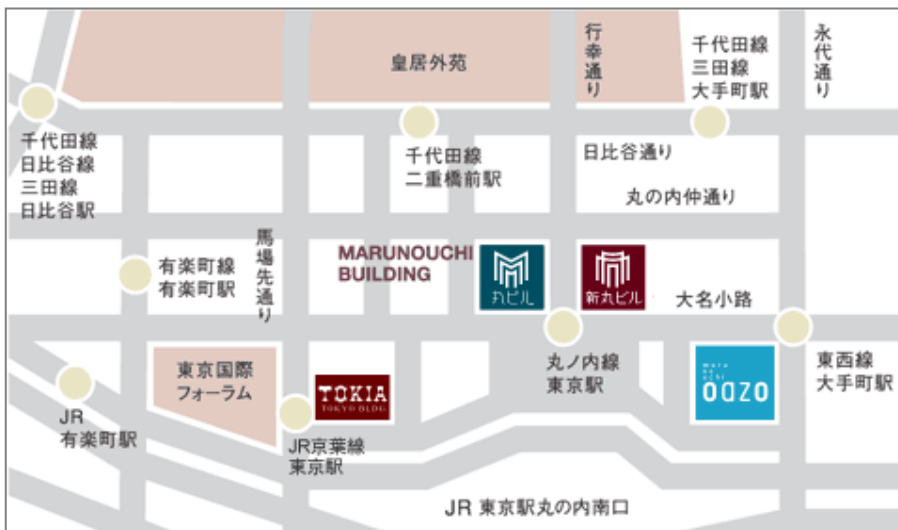 皇居外苑
行幸通り
千代田線
三田線
大手町駅
永代通り
千代田線
日比谷線
三田線
日比谷駅
千代田線
二重橋前駅
日比谷通り
丸の内仲通り
有楽町線
有楽町駅
馬場先通り
MARUNOUCHI
BUILDING
丸ビル
新丸ビル
大名小路
東京国際
フォーラム
TOKIA
TOKYO BLDG.
丸ノ内線
東京駅
maru
no
uchi
OAZO
東西線
大手町駅
JR
有楽町駅
JR京葉線
東京駅
JR 東京駅丸の内南口